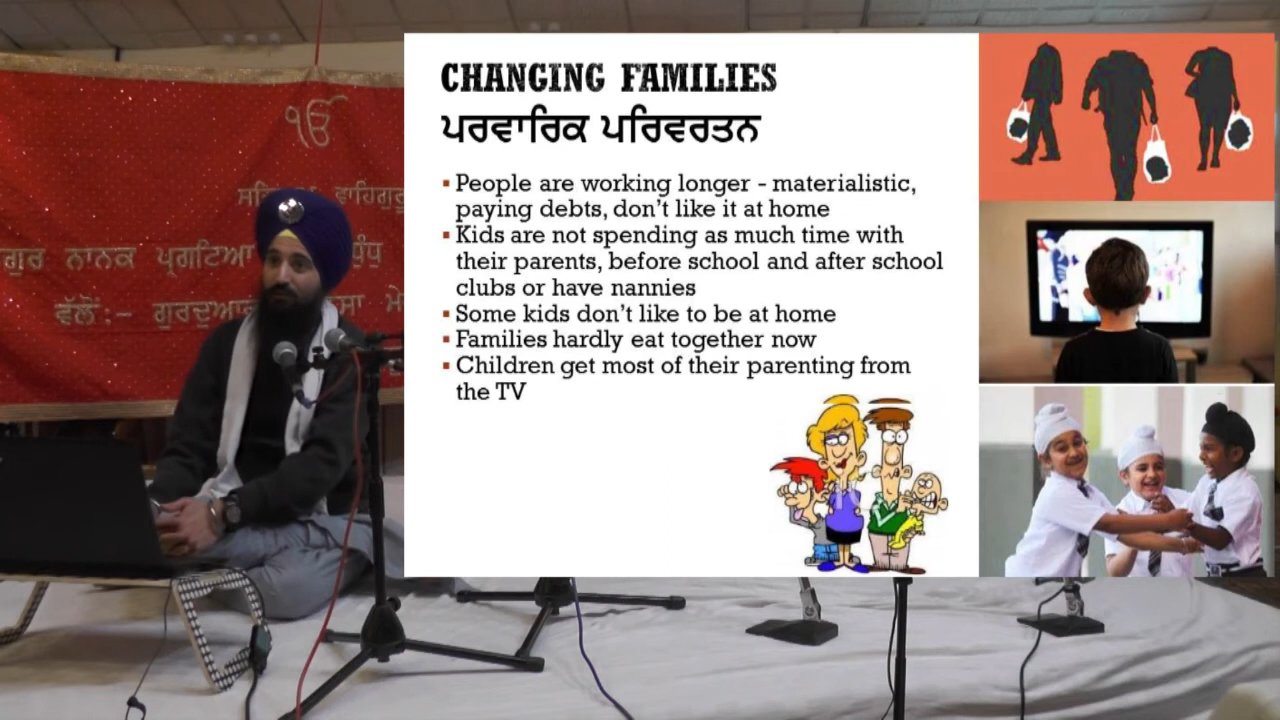 ੴ
ਵਾਹਿਗੁਰੂ
ਗੁਰ ਨਾਨਕ ਪ੍ਰਗਟਿਆ ਧੁੰਧੁ
ਵੱਲੋਂ :-
CHANGING FAMILIES
ਪਰਵਾਰਿਕ ਪਰਿਵਰਤਨ
▪ People are working longer - materialistic,
paying debts, don’t like it at home
▪ Kids are not spending as much time with
their parents, before school and after school
clubs or have nannies
▪ Some kids don’t like to be at home
▪ Families hardly eat together now
▪ Children get most of their parenting from
the TV